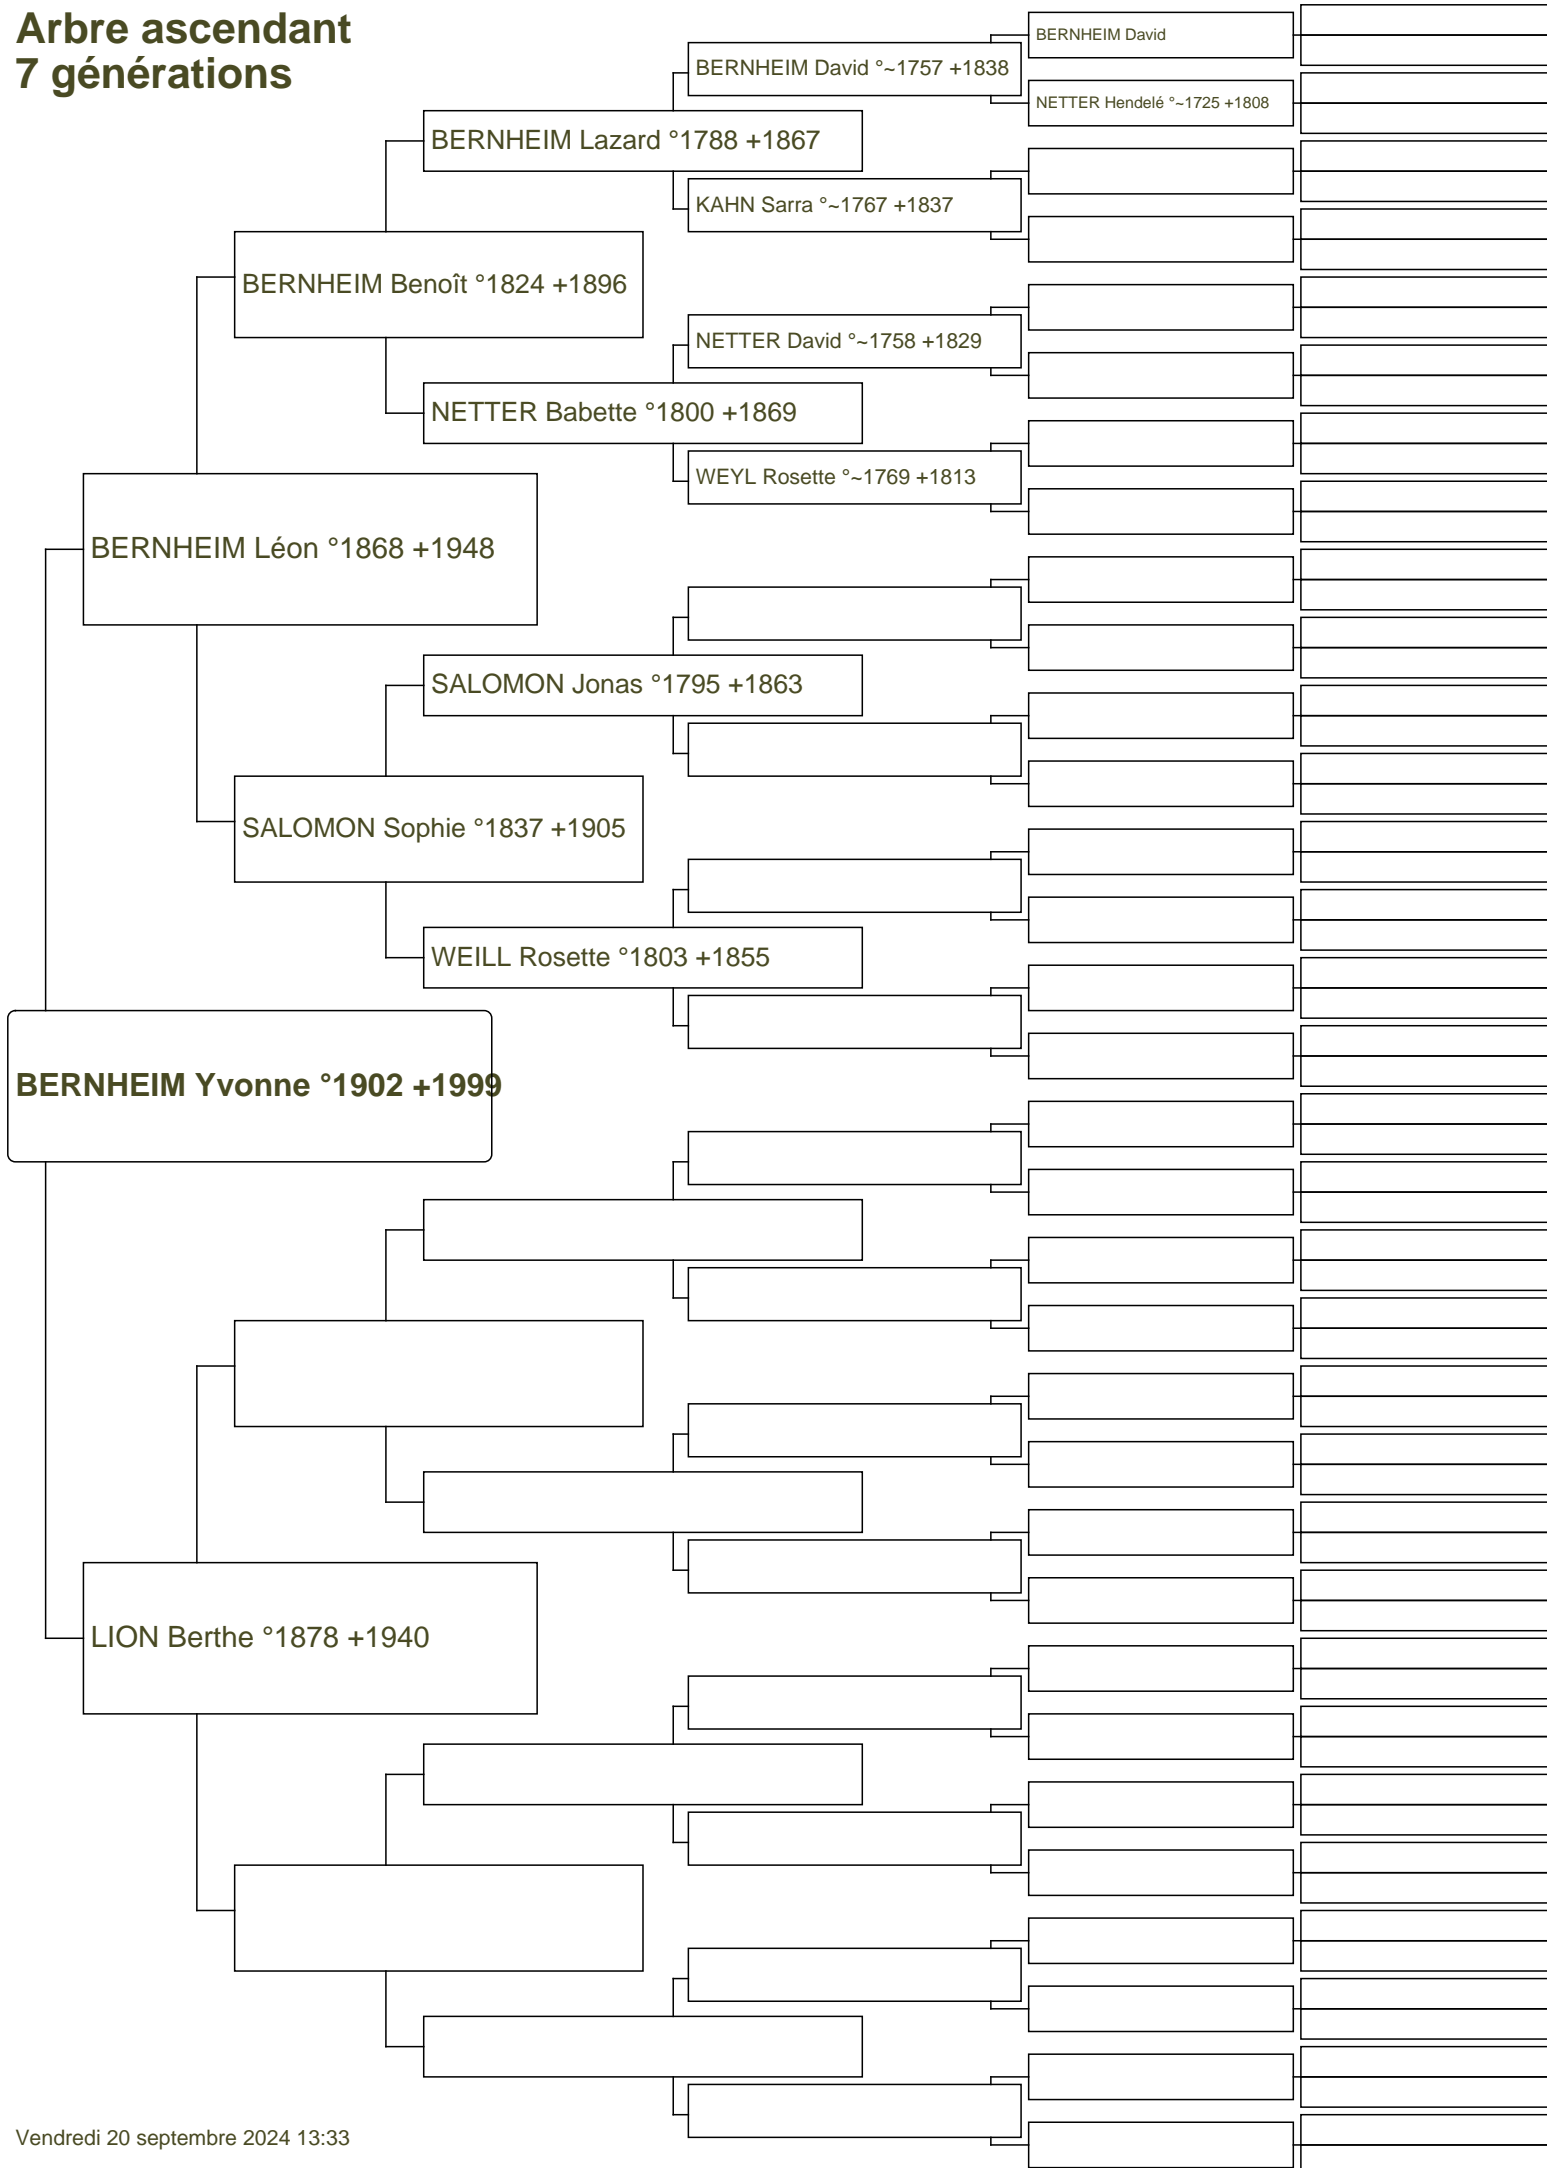 Arbre ascendant
7 générations
BERNHEIM David
BERNHEIM David °~1757 +1838
NETTER Hendelé °~1725 +1808
BERNHEIM Lazard °1788 +1867
KAHN Sarra °~1767 +1837
BERNHEIM Benoît °1824 +1896
NETTER David °~1758 +1829
NETTER Babette °1800 +1869
WEYL Rosette °~1769 +1813
BERNHEIM Léon °1868 +1948
SALOMON Jonas °1795 +1863
SALOMON Sophie °1837 +1905
WEILL Rosette °1803 +1855
BERNHEIM Yvonne °1902 +1999
LION Berthe °1878 +1940
Vendredi 20 septembre 2024 13:33